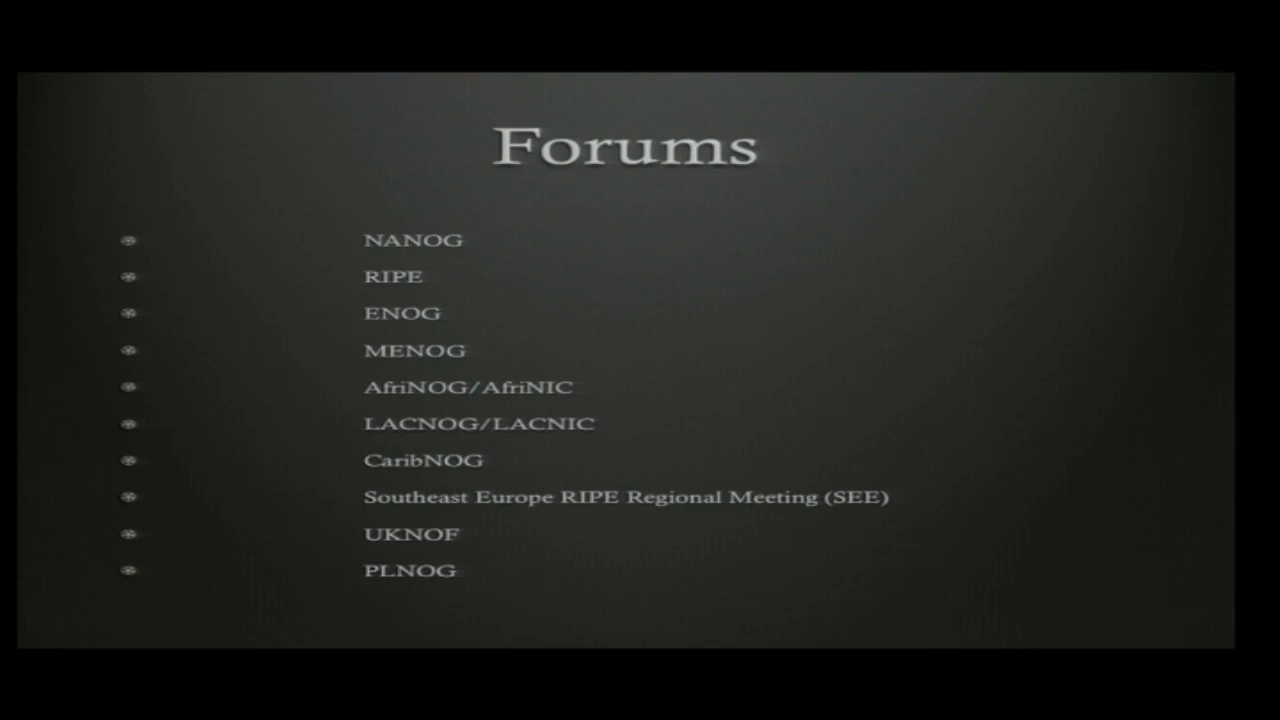 Forums
NANOG
RIPE
ENOG
MENOG
AfriNOG/AfriNIC
LACNOG/LACNIC
CaribNOG
Southeast Europe RIPE Regional Meeting (SEE)
UKNOF
PLNOG